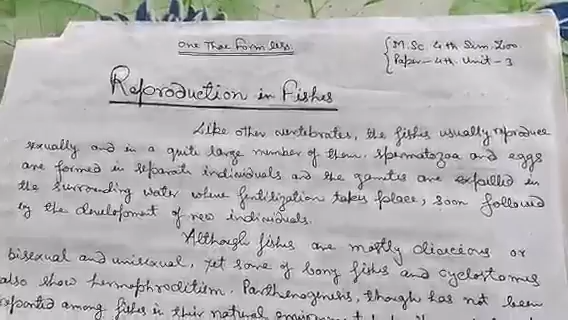 One Thae Form less.
{M.Sc. 4th Sem. Zoo.
Paper - 4th. Unit - 3
Reproduction in Fishes
Like other vertebrates, the fishes usually reproduce
sexually and in a quite large number of them, spermatozoa and eggs
are formed in separate individuals and the gametes are expelled in
the surrounding water where fertilization takes place, soon followed
by the development of new individuals.
Although fishes are mostly dioecious or
bisexual and unisexual, yet some of bony fishes and cyclostomes
also show hermaphroditism. Parthenogenesis, though has not been
reported among fishes in their natural